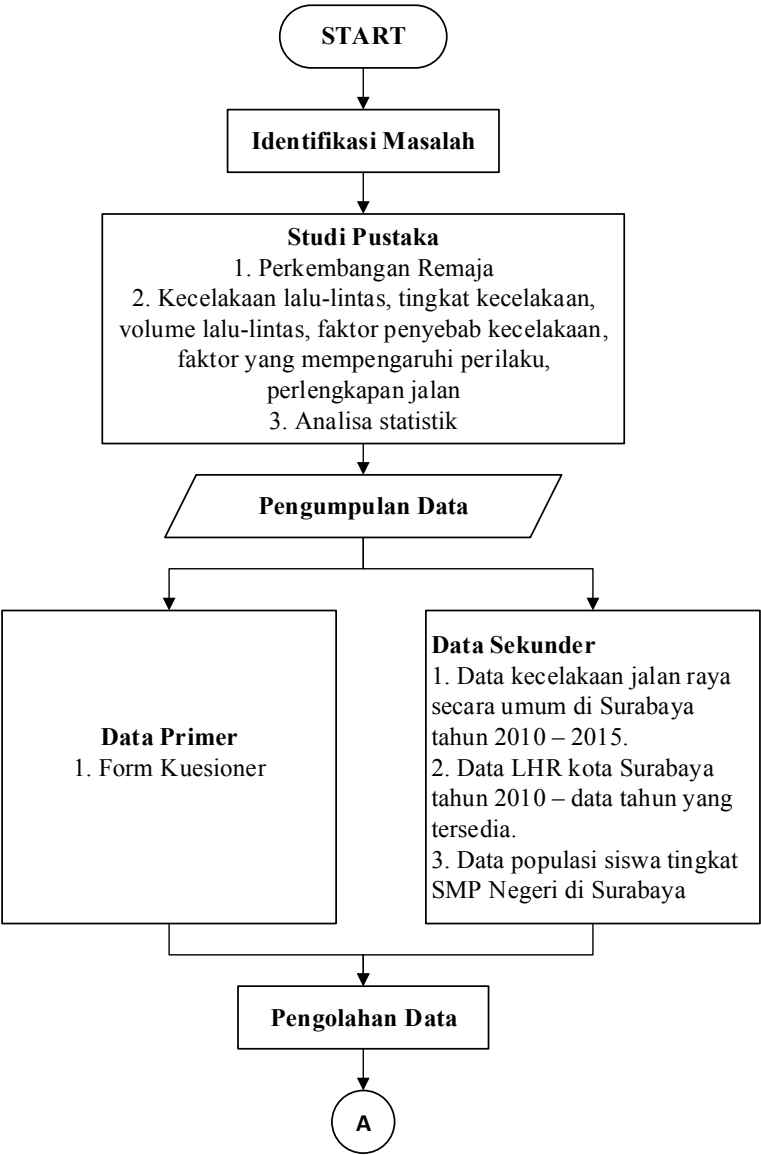 START
Identifikasi Masalah
Studi Pustaka
1. Perkembangan Remaja
2. Kecelakaan lalu-lintas, tingkat kecelakaan,
volume lalu-lintas, faktor penyebab kecelakaan,
faktor yang mempengaruhi perilaku,
perlengkapan jalan
3. Analisa statistik
Pengumpulan Data
Data Primer
1. Form Kuesioner
Data Sekunder
1. Data kecelakaan jalan raya
secara umum di Surabaya
tahun 2010 – 2015.
2. Data LHR kota Surabaya
tahun 2010 – data tahun yang
tersedia.
3. Data populasi siswa tingkat
SMP Negeri di Surabaya
Pengolahan Data
A